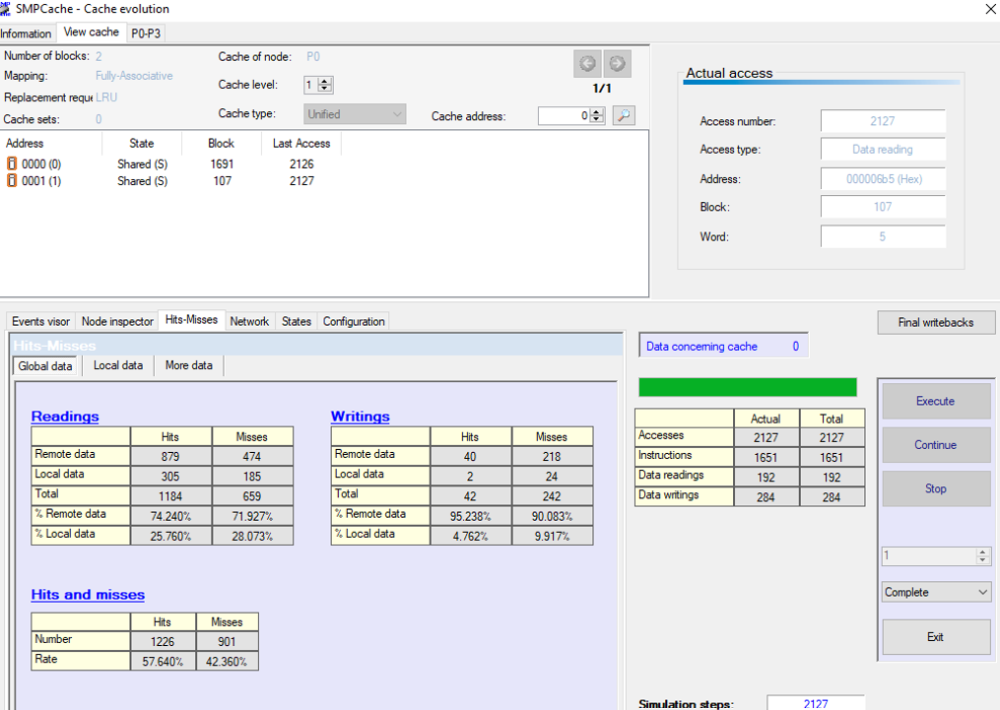 SMPCache - Cache evolution
Information View cache P0-P3
Number of blocks: 2
Mapping: Fully-Associative
Replacement reque LRU
Cache sets: 0
Cache of node: P0
Cache level: 1
Cache type: Unified
1/1
Cache address: 0
Address State Block Last Access
0000 (0) Shared (S) 1691 2126
0001 (1) Shared (S) 107 2127
Actual access
Access number: 2127
Access type: Data reading
Address: 000006b5 (Hex)
Block: 107
Word: 5
Events visor Node inspector Hits-Misses Network States Configuration
Hits-Misses
Global data Local data More data
Readings
Hits Misses
Remote data 879 474
Local data 305 185
Total 1184 659
% Remote data 74.240% 71.927%
% Local data 25.760% 28.073%
Writings
Hits Misses
Remote data 40 218
Local data 2 24
Total 42 242
% Remote data 95.238% 90.083%
% Local data 4.762% 9.917%
Hits and misses
Hits Misses
Number 1226 901
Rate 57.640% 42.360%
Data concerning cache 0
Actual Total
Accesses 2127 2127
Instructions 1651 1651
Data readings 192 192
Data writings 284 284
Simulation steps: 2127
Final writebacks
Execute
Continue
Stop
1
Complete
Exit